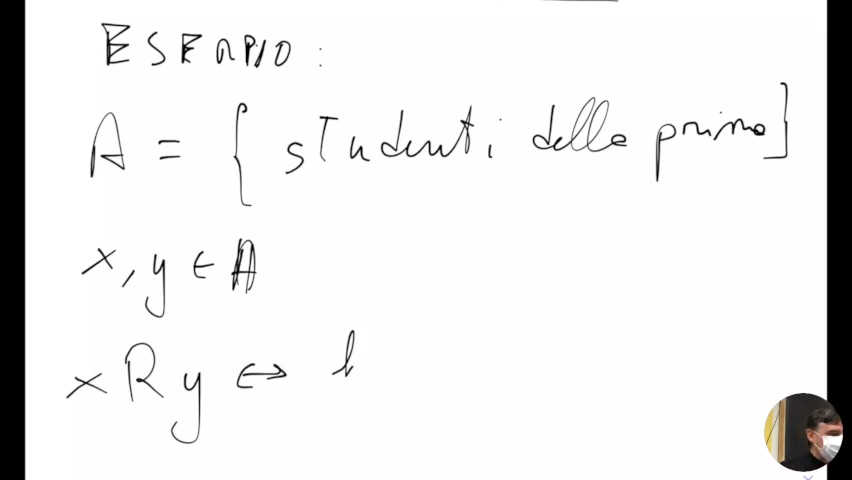 ESEMPIO:
A = { studenti della prima }
x, y ∈ A
x R y ↔ h